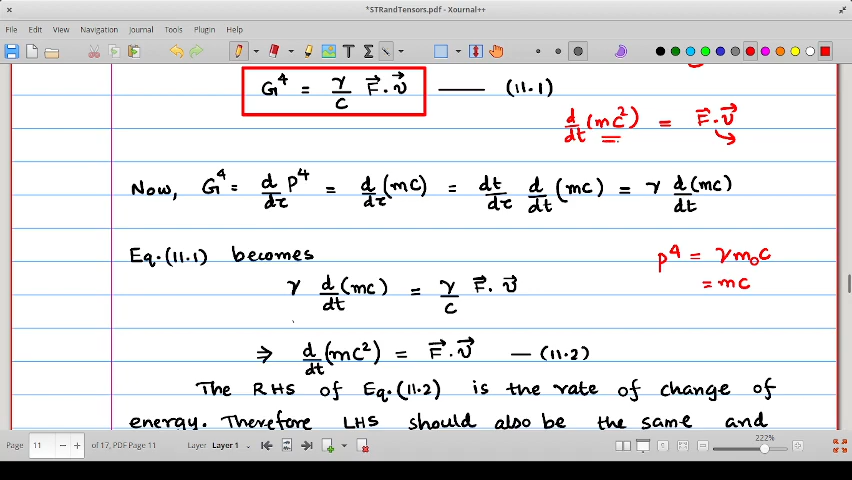 *STRandTensors.pdf - Xournal++
File Edit View Navigation Journal Tools Plugin Help
G⁴ = γ/c F⃗·v⃗ —— (11.1)
d/dt (mc²) = F⃗·v⃗
Now, G⁴ = d/dτ P⁴ = d/dτ (mc) = dt/dτ d/dt (mc) = γ d(mc)/dt
Eq.(11.1) becomes
p⁴ = γm₀c
= mc
γ d/dt (mc) = γ/c F⃗·v⃗
⇒ d/dt (mc²) = F⃗·v⃗ — (11.2)
The RHS of Eq.(11.2) is the rate of change of
energy. Therefore LHS should also be the same and
Page 11 of 17, PDF Page 11 Layer Layer 1 222%